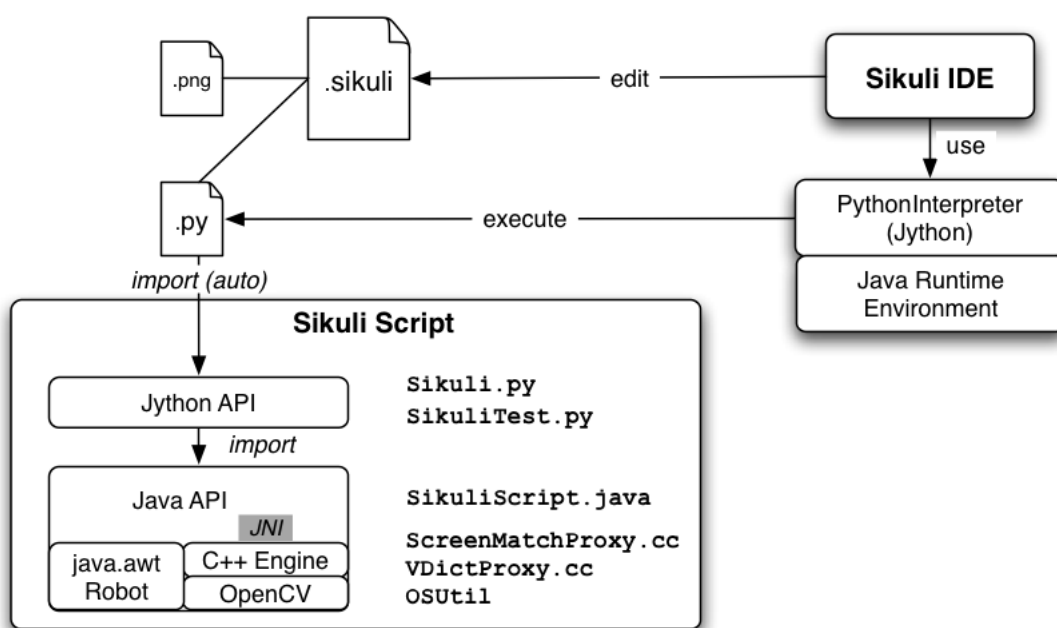 .png
.sikuli
edit
Sikuli IDE
use
.py
execute
PythonInterpreter
(Jython)
import (auto)
Java Runtime
Environment
Sikuli Script
Jython API
Sikuli.py
SikuliTest.py
import
Java API
SikuliScript.java
JNI
java.awt
Robot
C++ Engine
OpenCV
ScreenMatchProxy.cc
VDictProxy.cc
OSUtil